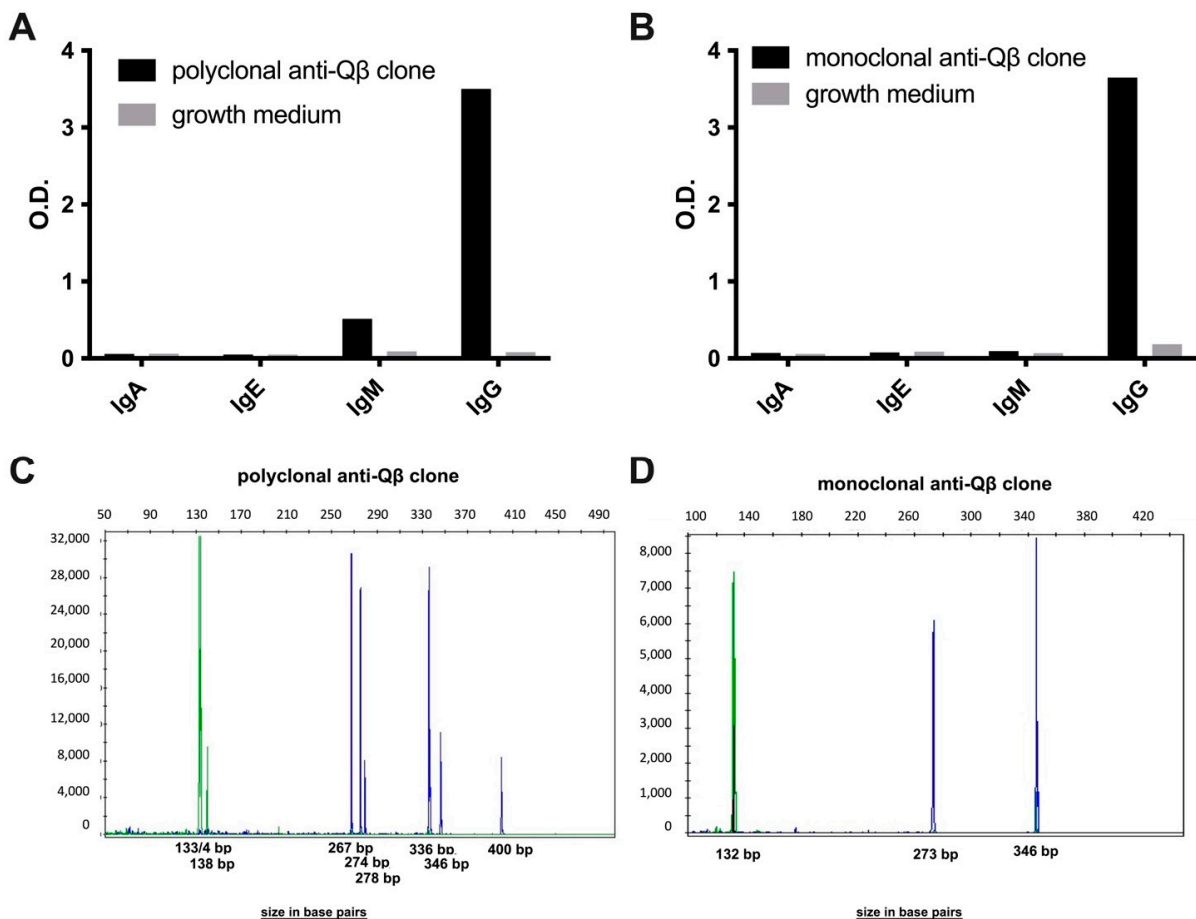 A
4
3
2
1
0
O.D.
polyclonal anti-Qβ clone
growth medium
IgA
IgE
IgM
IgG
B
4
3
2
1
0
O.D.
monoclonal anti-Qβ clone
growth medium
IgA
IgE
IgM
IgG
C
polyclonal anti-Qβ clone
50 90 130 170 210 250 290 330 370 410 450 490
32,000
28,000
24,000
20,000
16,000
12,000
8,000
4,000
0
133/4 bp 267 bp 336 bp 400 bp
138 bp 274 bp 346 bp
278 bp
size in base pairs
D
monoclonal anti-Qβ clone
100 140 180 220 260 300 340 380 420
8,000
7,000
6,000
5,000
4,000
3,000
2,000
1,000
0
132 bp 273 bp 346 bp
size in base pairs